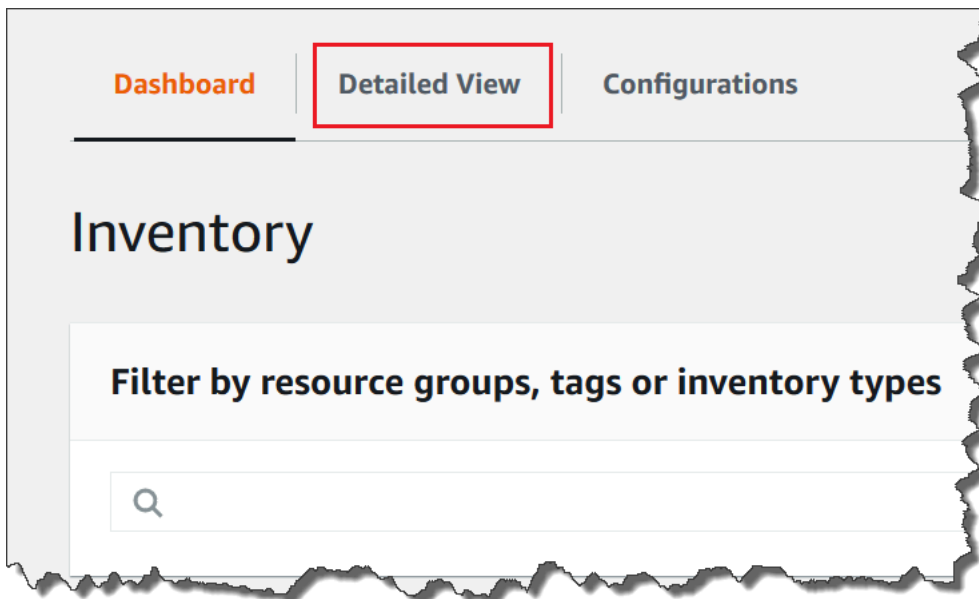 Dashboard Detailed View Configurations
Inventory
Filter by resource groups, tags or inventory types